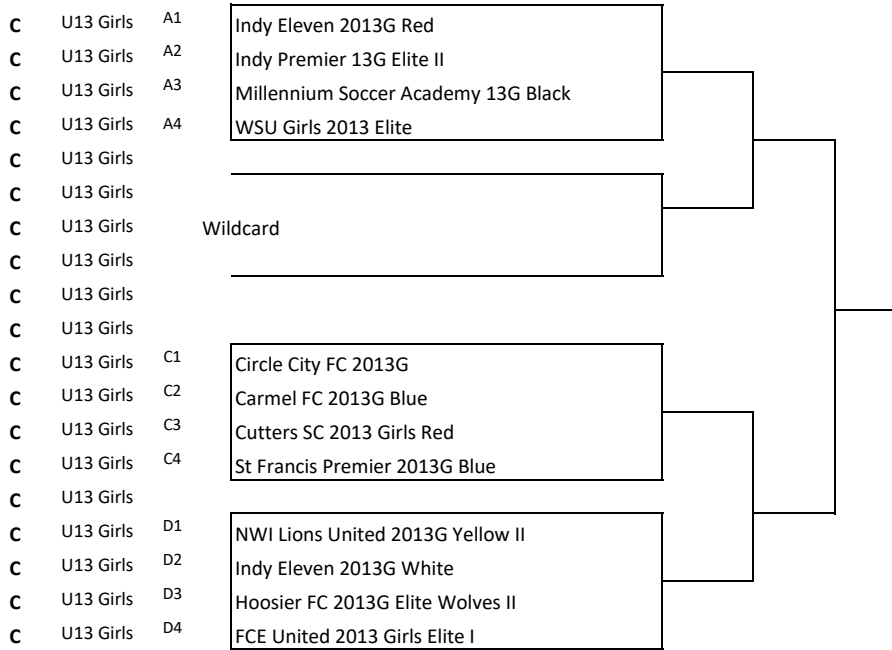 C U13 Girls A1 Indy Eleven 2013G Red
C U13 Girls A2 Indy Premier 13G Elite II
C U13 Girls A3 Millennium Soccer Academy 13G Black
C U13 Girls A4 WSU Girls 2013 Elite
C U13 Girls
C U13 Girls
C U13 Girls Wildcard
C U13 Girls
C U13 Girls
C U13 Girls
C U13 Girls C1 Circle City FC 2013G
C U13 Girls C2 Carmel FC 2013G Blue
C U13 Girls C3 Cutters SC 2013 Girls Red
C U13 Girls C4 St Francis Premier 2013G Blue
C U13 Girls
C U13 Girls D1 NWI Lions United 2013G Yellow II
C U13 Girls D2 Indy Eleven 2013G White
C U13 Girls D3 Hoosier FC 2013G Elite Wolves II
C U13 Girls D4 FCE United 2013 Girls Elite I